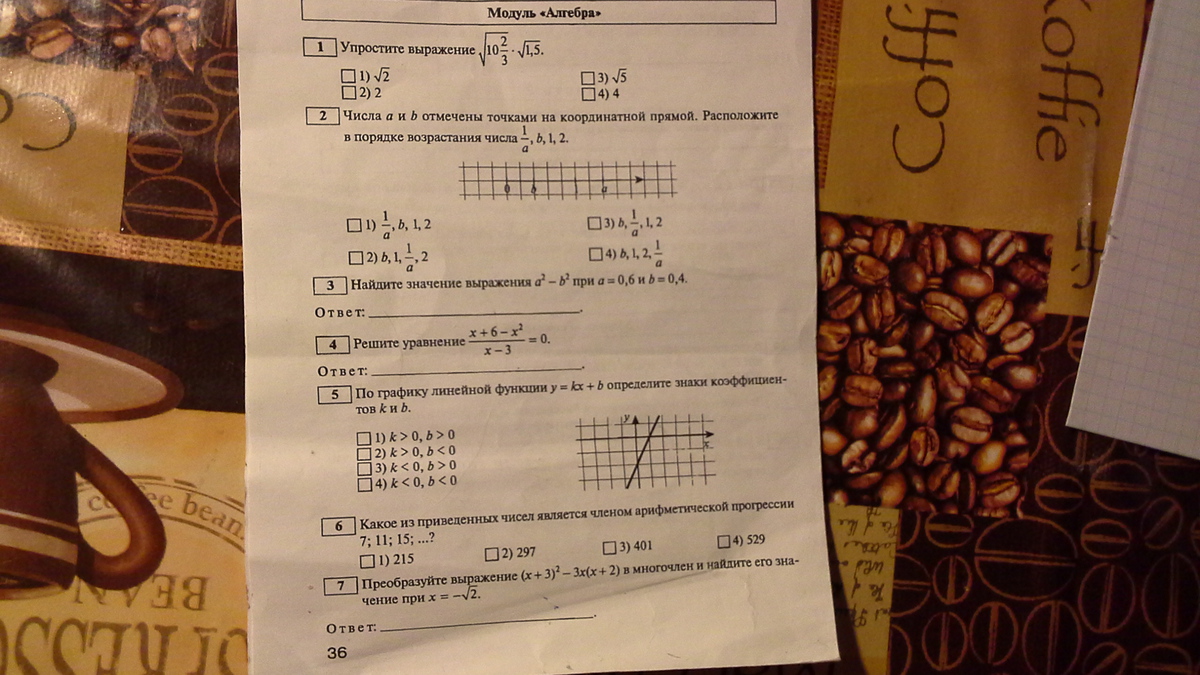 Модуль «Алгебра»
1 Упростите выражение √(10 2/3) · √1,5.
1) √2
2) 2
3) √5
4) 4
2 Числа a и b отмечены точками на координатной прямой. Расположите
в порядке возрастания числа 1/a, b, 1, 2.
0 b a
1) 1/a, b, 1, 2
2) b, 1, 1/a, 2
3) b, 1/a, 1, 2
4) b, 1, 2, 1/a
3 Найдите значение выражения a² – b² при a = 0,6 и b = 0,4.
Ответ: .
4 Решите уравнение (x + 6 – x²)/(x – 3) = 0.
Ответ: .
5 По графику линейной функции y = kx + b определите знаки коэффициен-
тов k и b.
1) k > 0, b > 0
2) k > 0, b < 0
3) k < 0, b > 0
4) k < 0, b < 0
y
x
6 Какое из приведенных чисел является членом арифметической прогрессии
7; 11; 15; ...?
1) 215 2) 297 3) 401 4) 529
7 Преобразуйте выражение (x + 3)² – 3x(x + 2) в многочлен и найдите его зна-
чение при x = –√2.
Ответ: .
36
Coffee
Koffie
coffee bean
BEAN